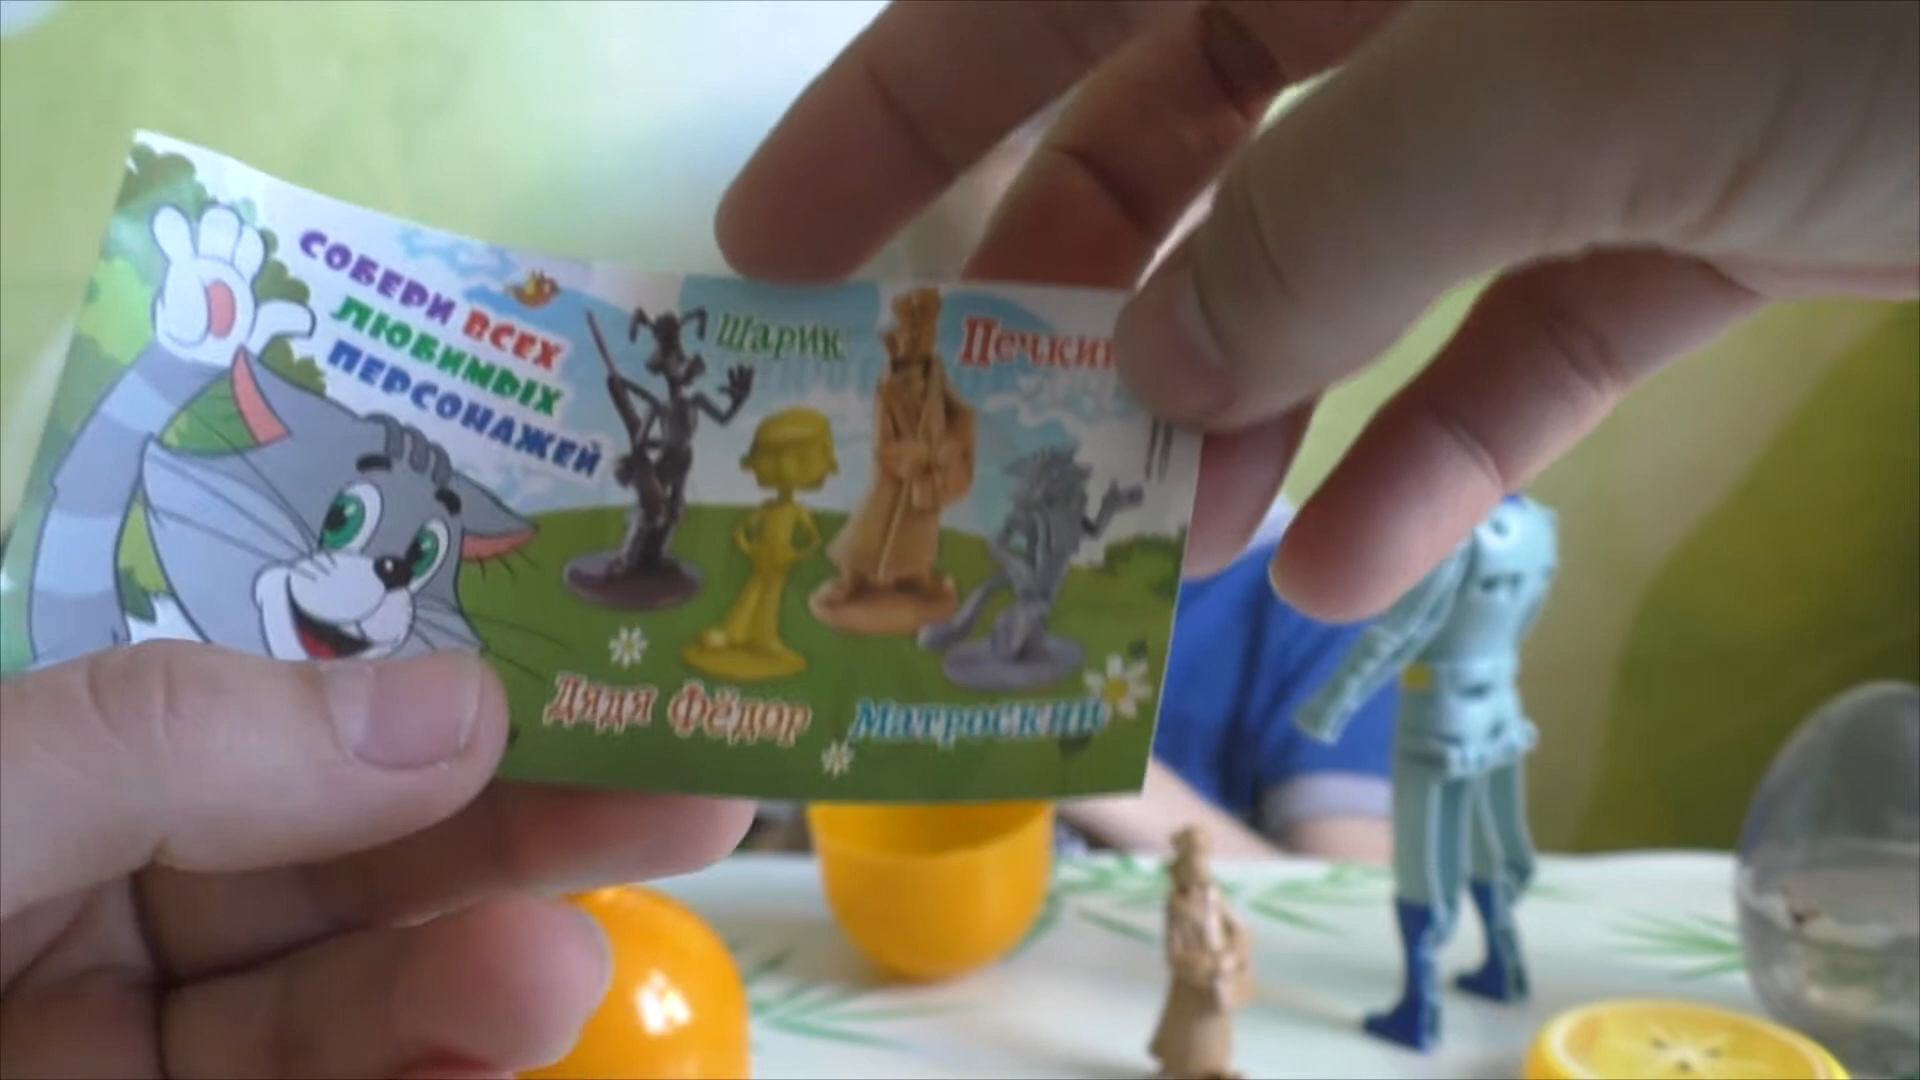 СОБЕРИ ВСЕХ
ЛЮБИМЫХ
ПЕРСОНАЖЕЙ
Шарик
Печкин
Дядя Фёдор
Матроскин